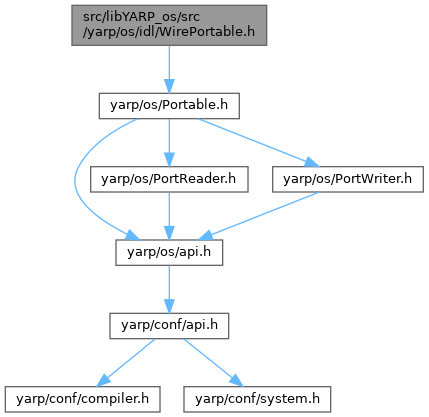 src/libYARP_os/src
/yarp/os/idl/WirePortable.h
yarp/os/Portable.h
yarp/os/PortReader.h
yarp/os/PortWriter.h
yarp/os/api.h
yarp/conf/api.h
yarp/conf/compiler.h
yarp/conf/system.h